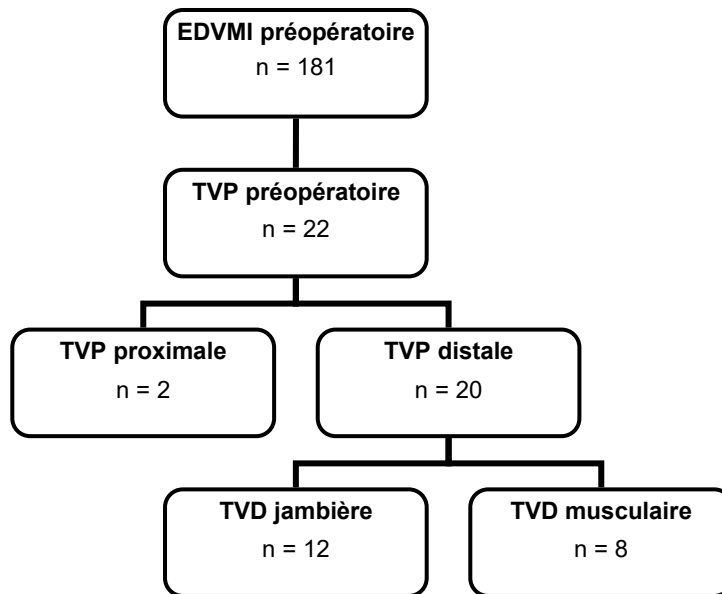 EDVMI préopératoire
n = 181
TVP préopératoire
n = 22
TVP proximale
n = 2
TVP distale
n = 20
TVD jambière
n = 12
TVD musculaire
n = 8